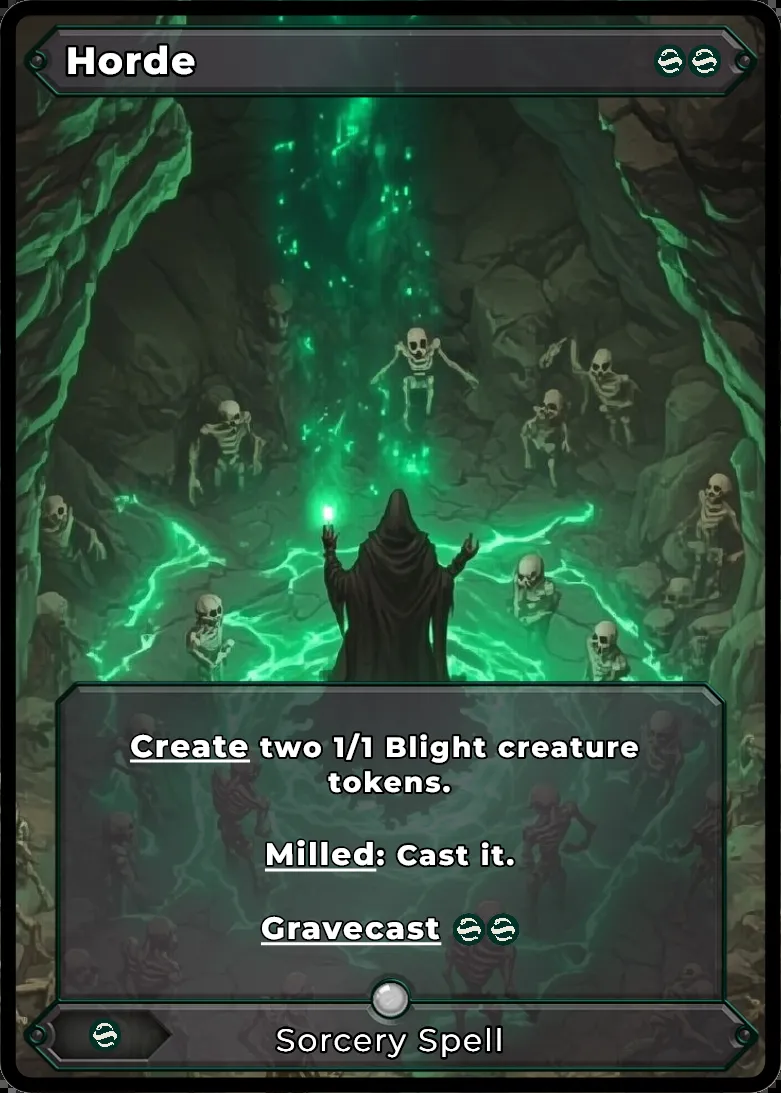 Horde
Create two 1/1 Blight creature
tokens.
Milled: Cast it.
Gravecast
Sorcery Spell